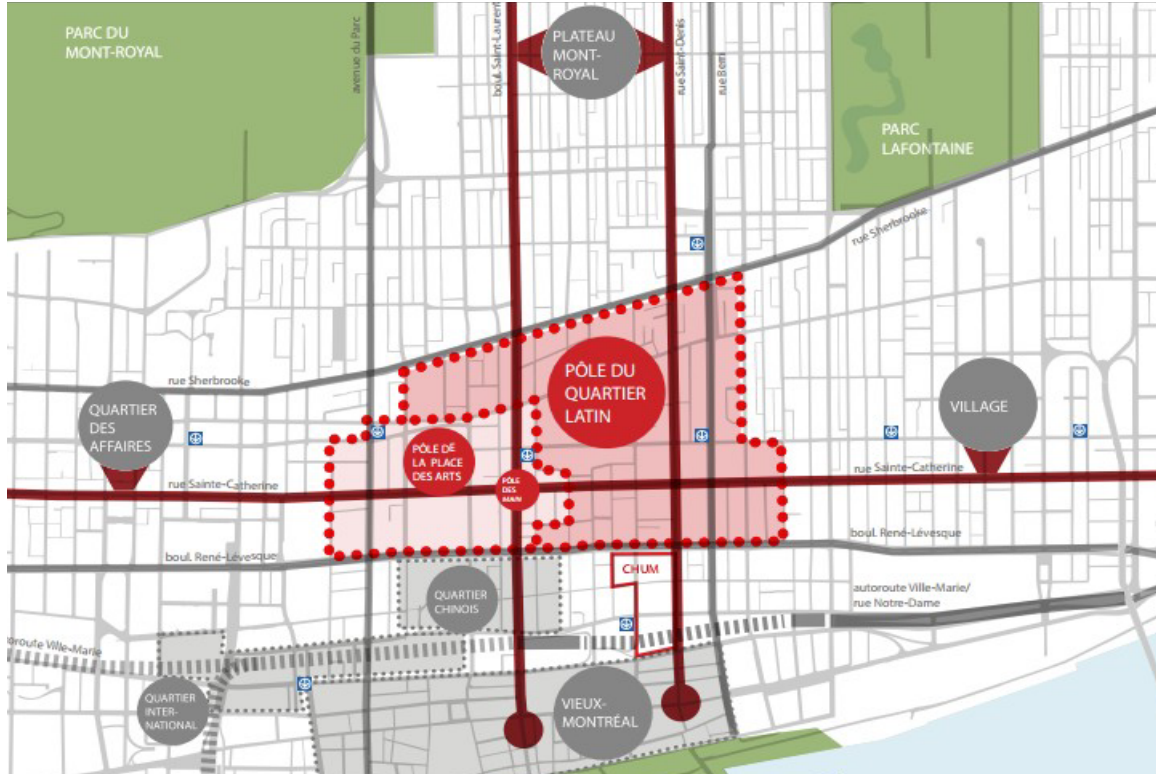 PARC DU
MONT-ROYAL
avenue du Parc
boul. Saint-Laurent
PLATEAU
MONT-
ROYAL
rue Saint-Denis
rue Berri
PARC
LAFONTAINE
rue Sherbrooke
rue Sherbrooke
QUARTIER
DES
AFFAIRES
PÔLE DU
QUARTIER
LATIN
VILLAGE
PÔLE DE
LA PLACE
DES ARTS
PÔLE
DES
MAIN
rue Sainte-Catherine
rue Sainte-Catherine
boul. René-Lévesque
boul. René-Lévesque
CHUM
QUARTIER
CHINOIS
autoroute Ville-Marie/
rue Notre-Dame
autoroute Ville-Marie
QUARTIER
INTER-
NATIONAL
VIEUX-
MONTRÉAL